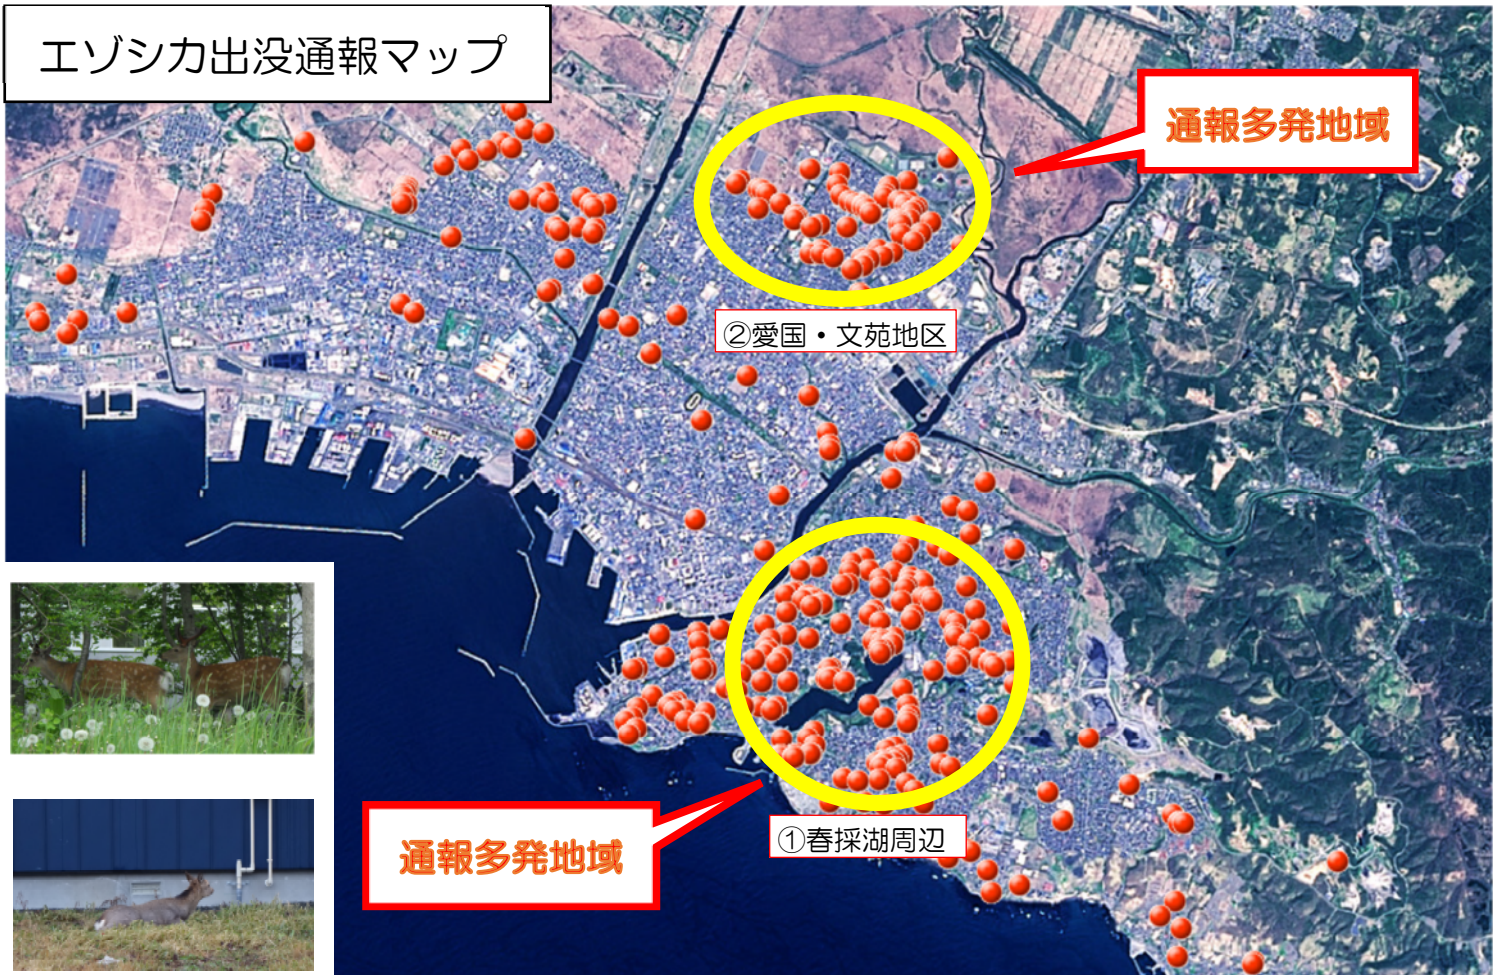 エゾシカ出没通報マップ
通報多発地域
②愛国・文苑地区
通報多発地域
①春採湖周辺